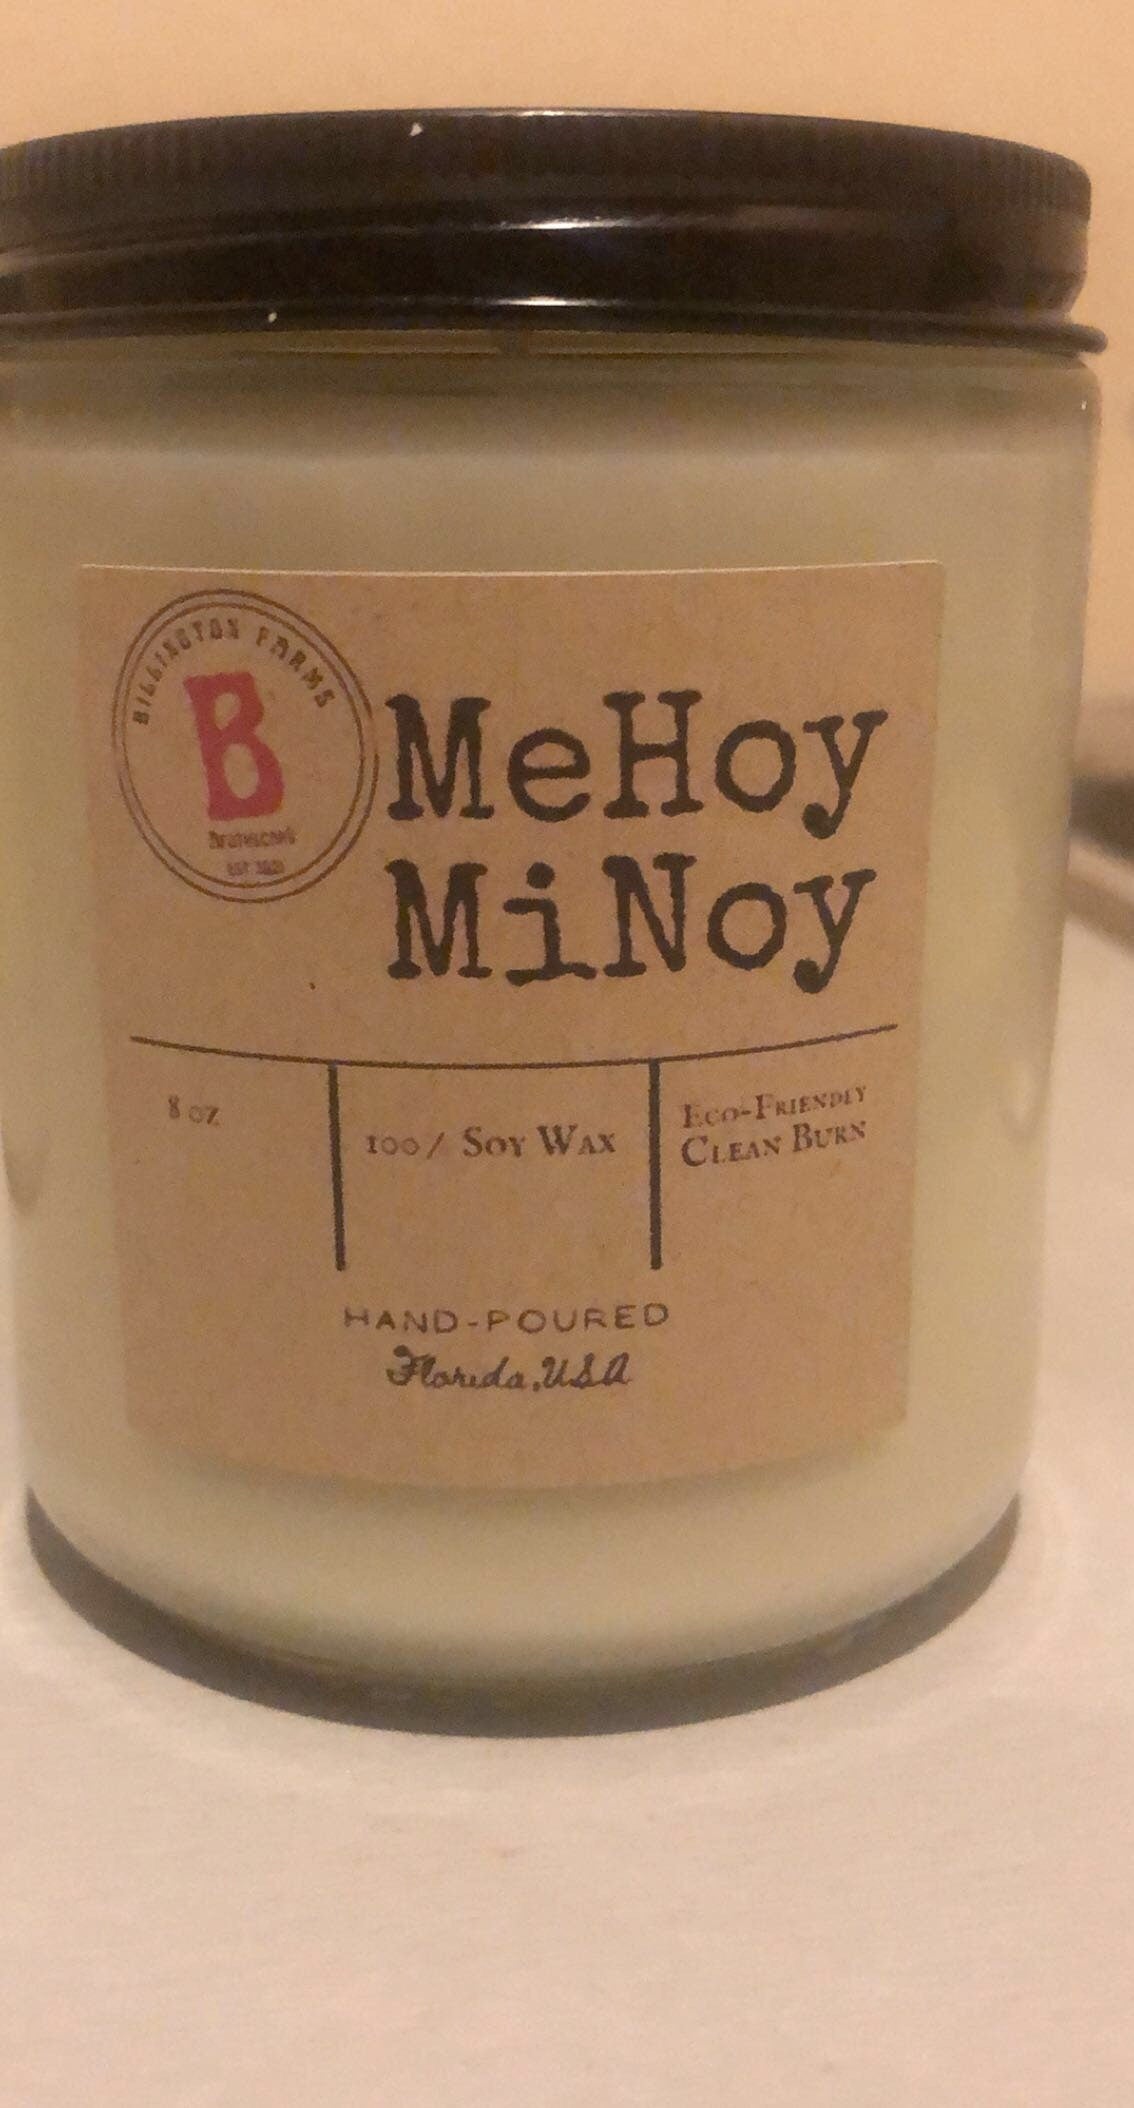 BILLINGTON FARMS
B
MeHoy
MiNoy
8 oz
100/ Soy Wax
Eco-Friendly
Clean Burn
HAND-POURED
Florida, USA